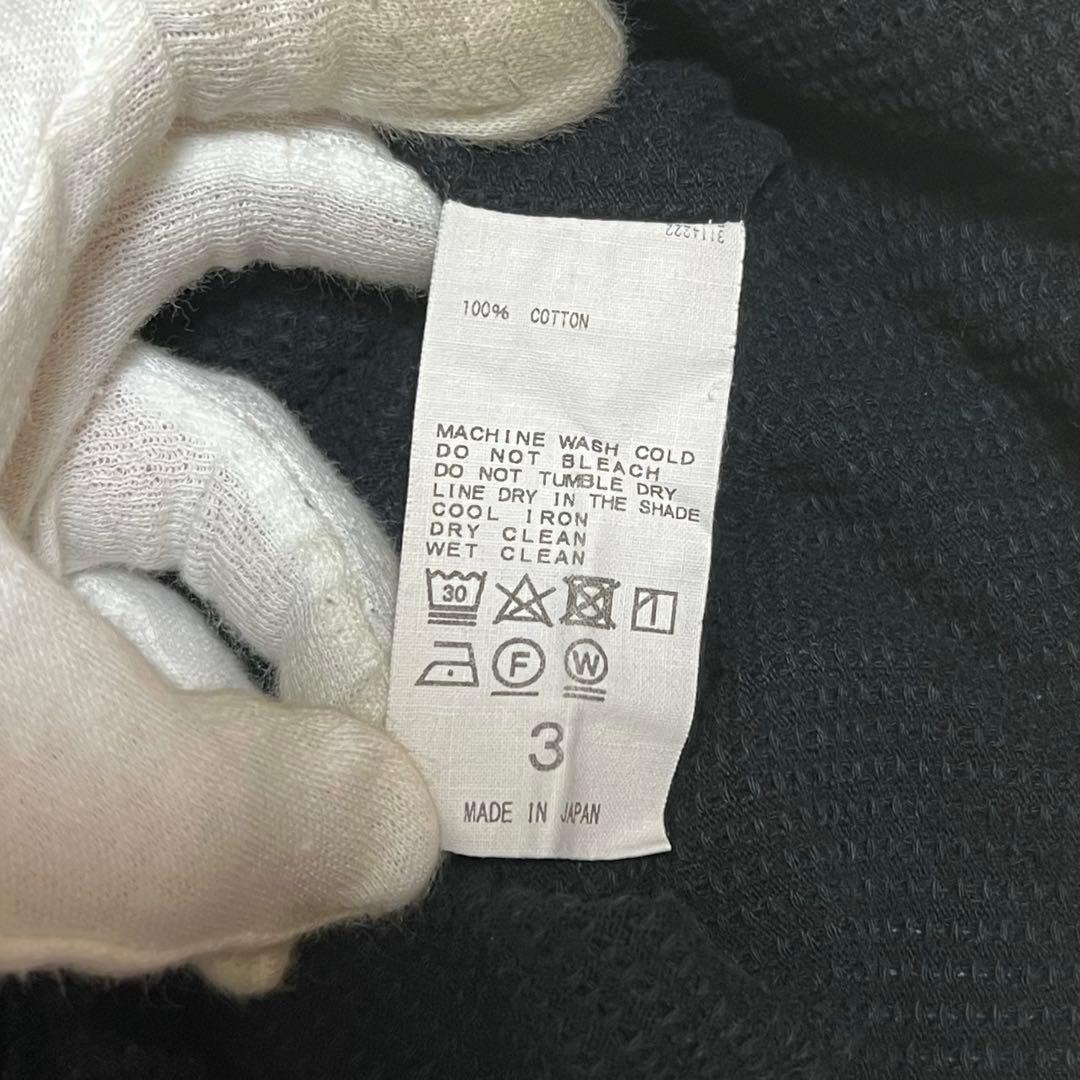 3114222
100% COTTON
MACHINE WASH COLD
DO NOT BLEACH
DO NOT TUMBLE DRY
LINE DRY IN THE SHADE
COOL IRON
DRY CLEAN
WET CLEAN
30
F W
3
MADE IN JAPAN